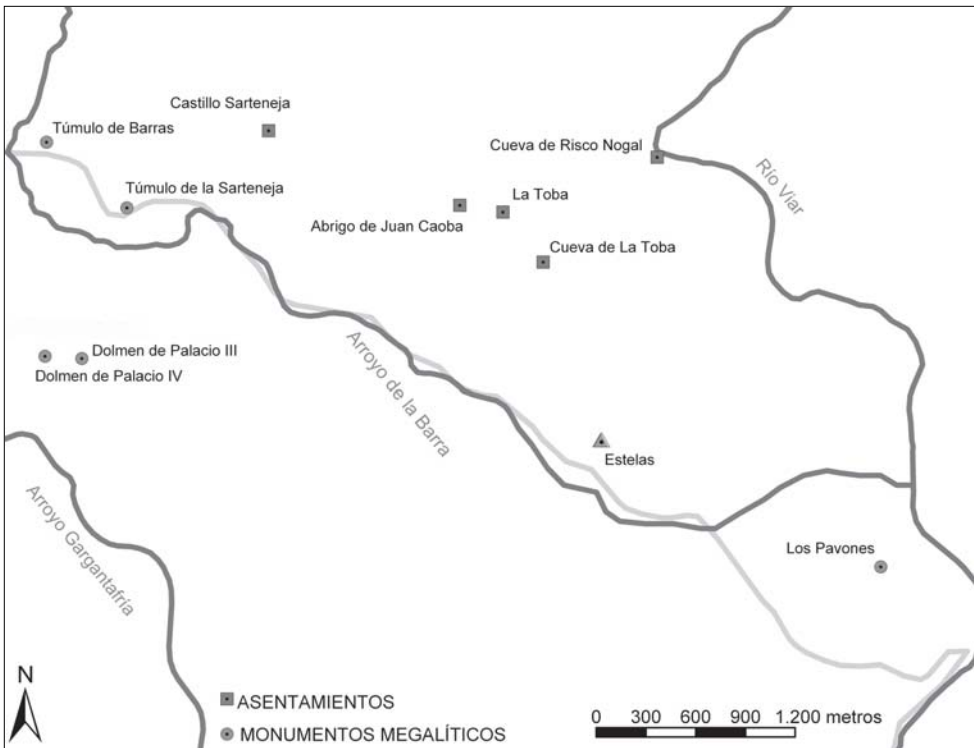 Castillo Sarteneja
Túmulo de Barras
Cueva de Risco Nogal
Río Viar
Túmulo de la Sarteneja
La Toba
Abrigo de Juan Caoba
Cueva de La Toba
Arroyo de la Barra
Dolmen de Palacio III
Dolmen de Palacio IV
Estelas
Arroyo Gargantafría
Los Pavones
N
ASENTAMIENTOS
MONUMENTOS MEGALÍTICOS
0 300 600 900 1.200 metros